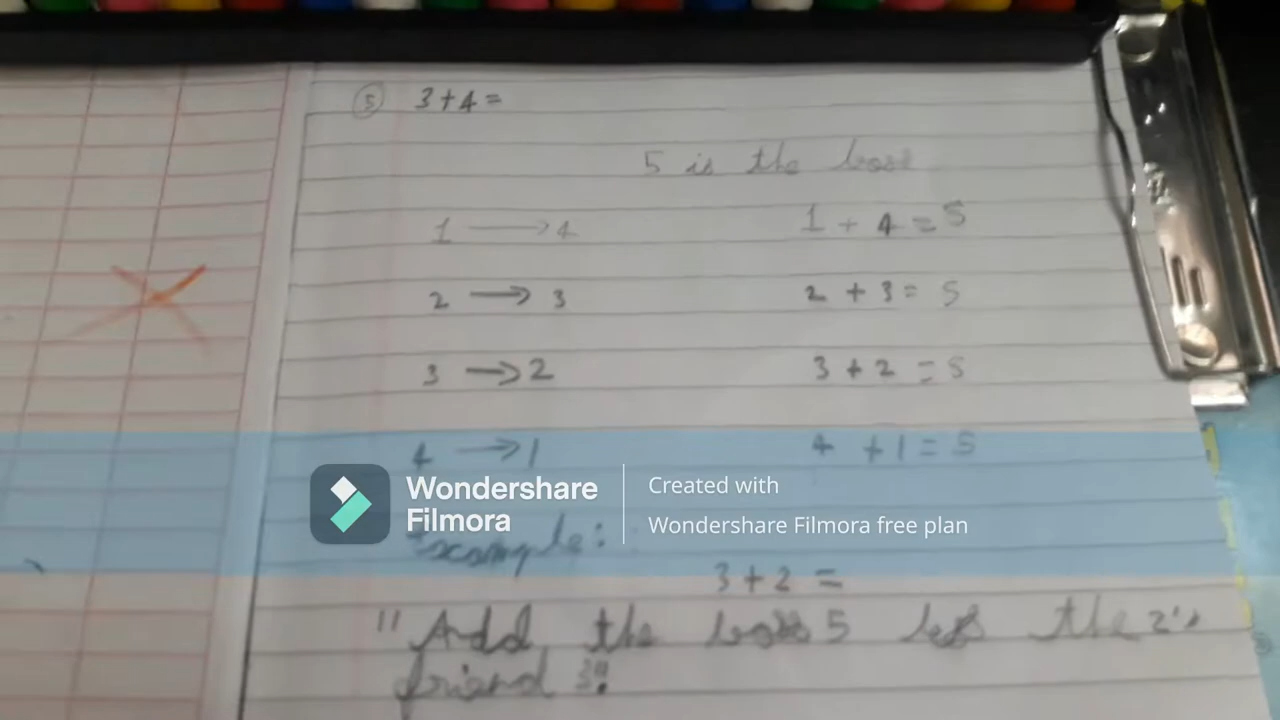 5 3+4=
5 is the boss
1 → 4 1 + 4 = 5
2 → 3 2 + 3 = 5
3 → 2 3 + 2 = 5
4 → 1 4 + 1 = 5
Wondershare Filmora
Created with
Wondershare Filmora free plan
Example:
3+2 =
"Add the boss 5 less the 2's
friend 3"